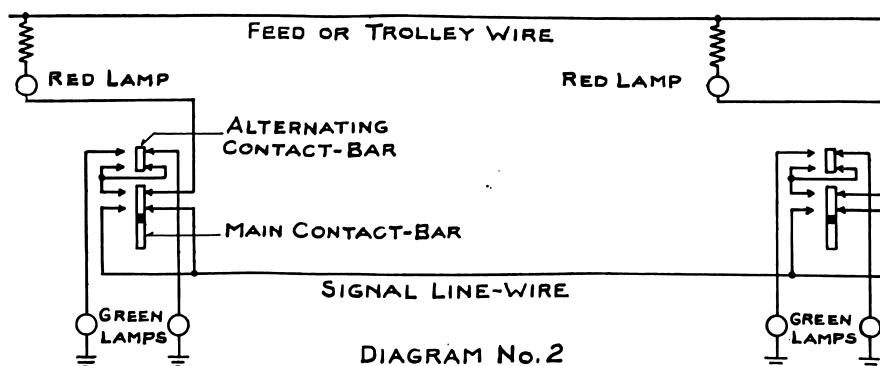 FEED OR TROLLEY WIRE
RED LAMP
RED LAMP
ALTERNATING
CONTACT-BAR
MAIN CONTACT-BAR
SIGNAL LINE-WIRE
GREEN
LAMPS
GREEN
LAMPS
DIAGRAM NO. 2